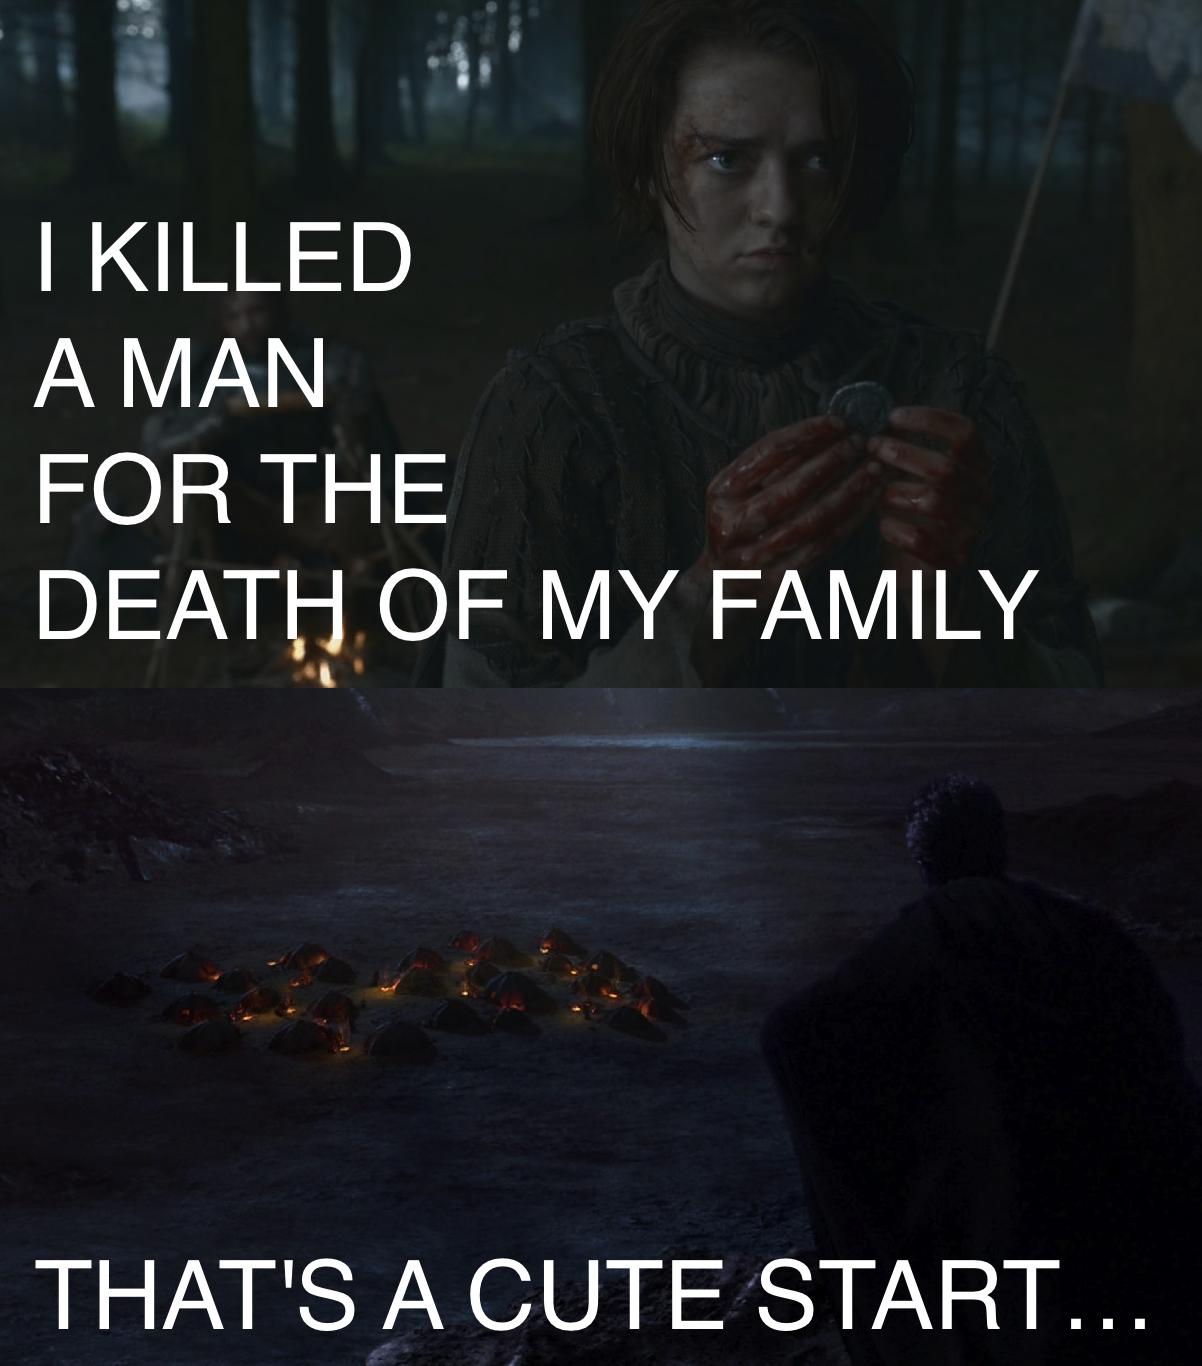 I KILLED
A MAN
FOR THE
DEATH OF MY FAMILY
THAT'S A CUTE START...